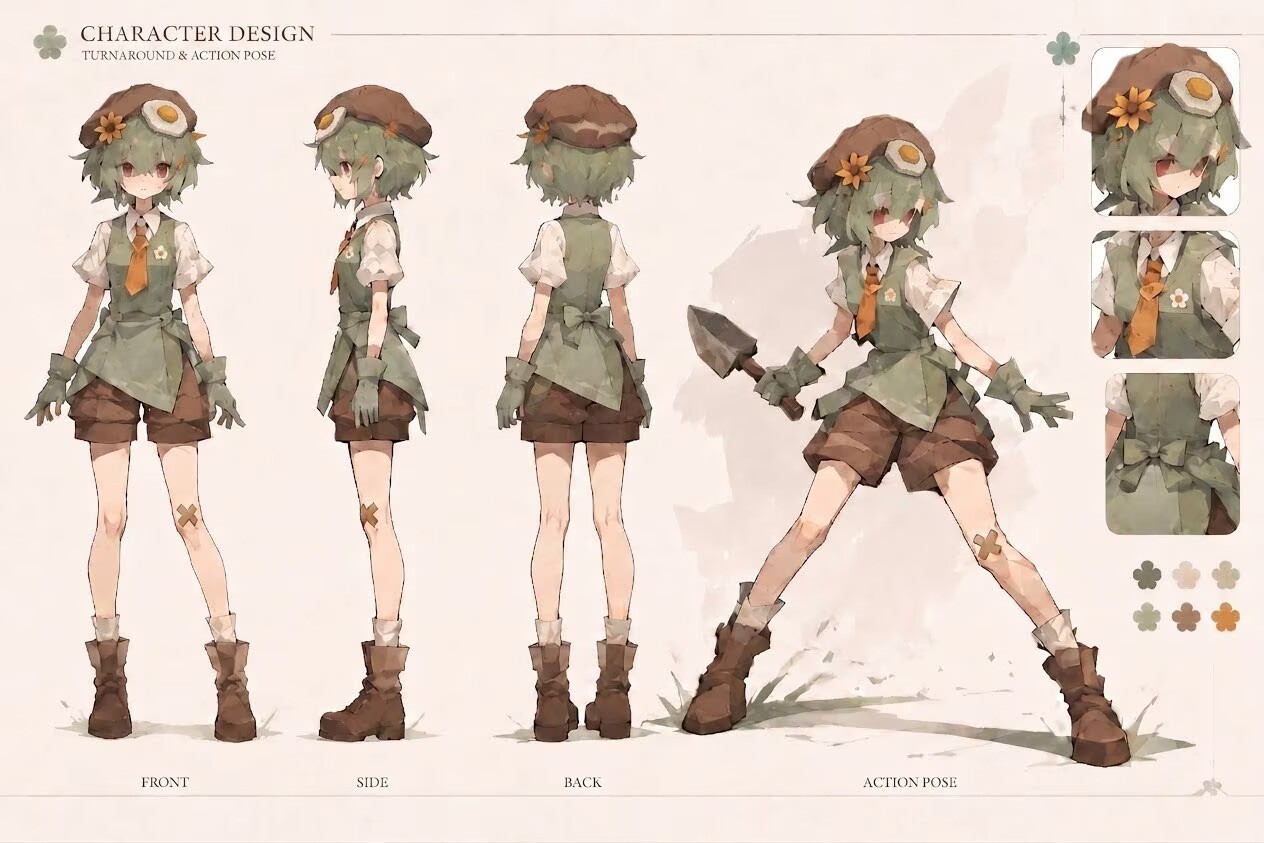 CHARACTER DESIGN
TURNAROUND & ACTION POSE
FRONT
SIDE
BACK
ACTION POSE